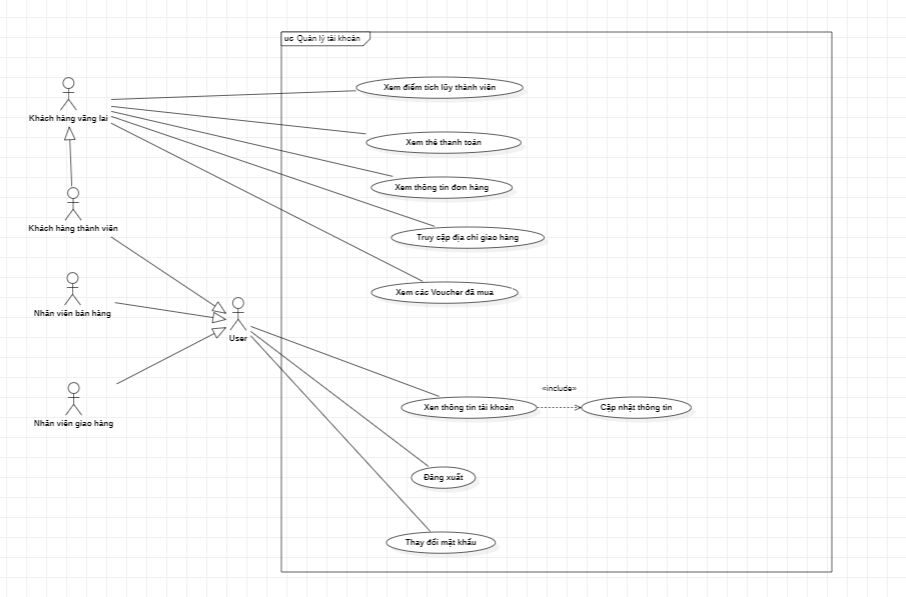 uc Quản lý tài khoản
Xem điểm tích lũy thành viên
Khách hàng vãng lai
Xem thẻ thanh toán
Xem thông tin đơn hàng
Khách hàng thành viên
Truy cập địa chỉ giao hàng
Xem các Voucher đã mua
Nhân viên bán hàng
User
«include»
Xen thông tin tài khoản
Cập nhật thông tin
Nhân viên giao hàng
Đăng xuất
Thay đổi mật khẩu